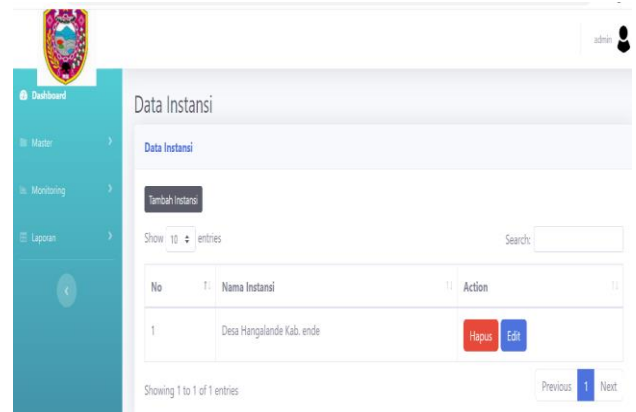 admin
Dashboard
Master
Monitoring
Laporan
Data Instansi
Data Instansi
Tambah Instansi
Show 10 entries
Search:
No Nama Instansi Action
1 Desa Hangalande Kab. ende Hapus Edit
Showing 1 to 1 of 1 entries
Previous 1 Next